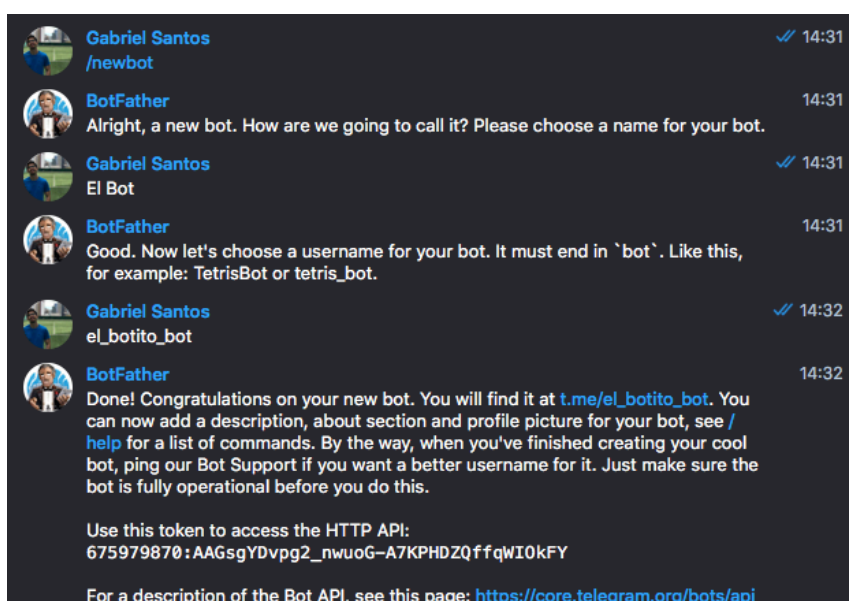 Gabriel Santos 14:31
/newbot
BotFather 14:31
Alright, a new bot. How are we going to call it? Please choose a name for your bot.
Gabriel Santos 14:31
El Bot
BotFather 14:31
Good. Now let's choose a username for your bot. It must end in `bot`. Like this,
for example: TetrisBot or tetris_bot.
Gabriel Santos 14:32
el_botito_bot
BotFather 14:32
Done! Congratulations on your new bot. You will find it at t.me/el_botito_bot. You
can now add a description, about section and profile picture for your bot, see /
help for a list of commands. By the way, when you've finished creating your cool
bot, ping our Bot Support if you want a better username for it. Just make sure the
bot is fully operational before you do this.
Use this token to access the HTTP API:
675979870:AAGsgYDvpg2_nwuoG-A7KPHDZQffqWIOkFY
For a description of the Bot API, see this page: https://core.telegram.org/bots/api